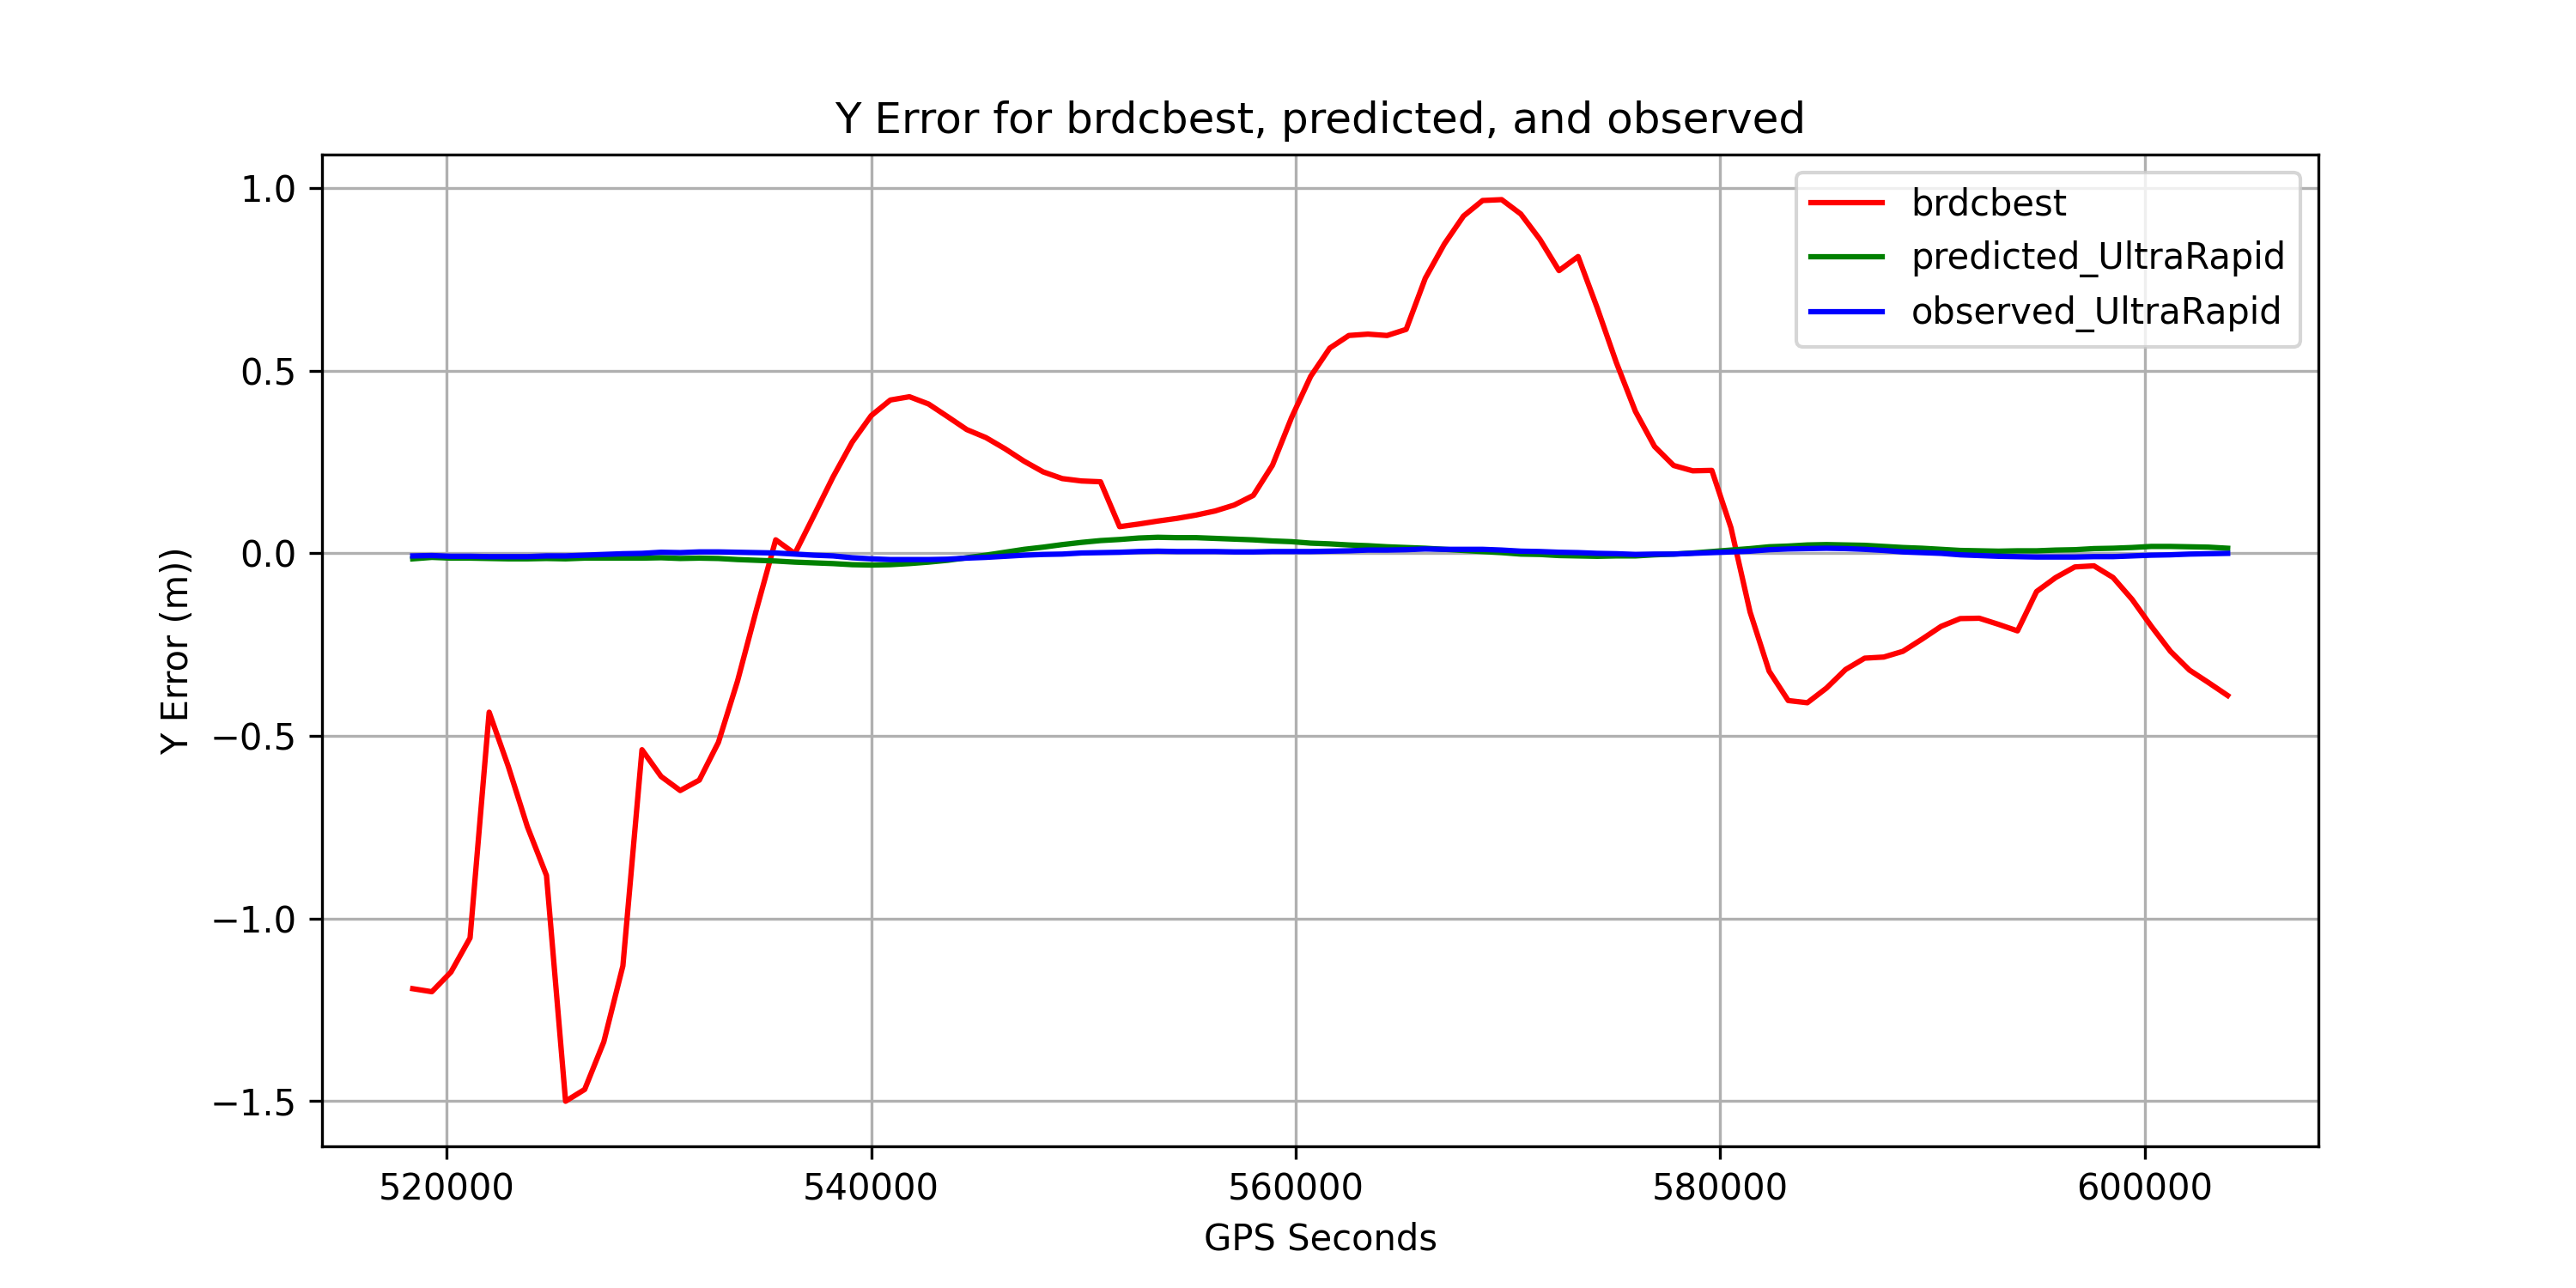 Y Error for brdcbest, predicted, and observed
brdcbest
predicted_UltraRapid
observed_UltraRapid
Y Error (m))
1.0
0.5
0.0
−0.5
−1.0
−1.5
520000 540000 560000 580000 600000
GPS Seconds